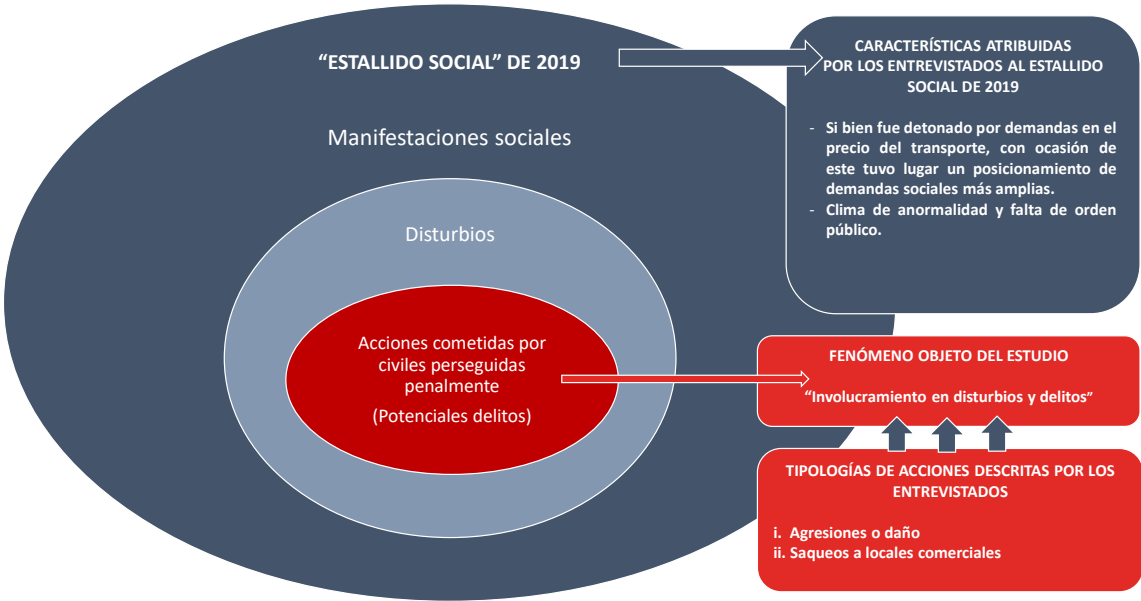 “ESTALLIDO SOCIAL” DE 2019
Manifestaciones sociales
Disturbios
Acciones cometidas por
civiles perseguidas
penalmente
(Potenciales delitos)
CARACTERÍSTICAS ATRIBUIDAS
POR LOS ENTREVISTADOS AL ESTALLIDO
SOCIAL DE 2019
- Si bien fue detonado por demandas en el
precio del transporte, con ocasión de
este tuvo lugar un posicionamiento de
demandas sociales más amplias.
- Clima de anormalidad y falta de orden
público.
FENÓMENO OBJETO DEL ESTUDIO
“Involucramiento en disturbios y delitos”
TIPOLOGÍAS DE ACCIONES DESCRITAS POR LOS
ENTREVISTADOS
i. Agresiones o daño
ii. Saqueos a locales comerciales